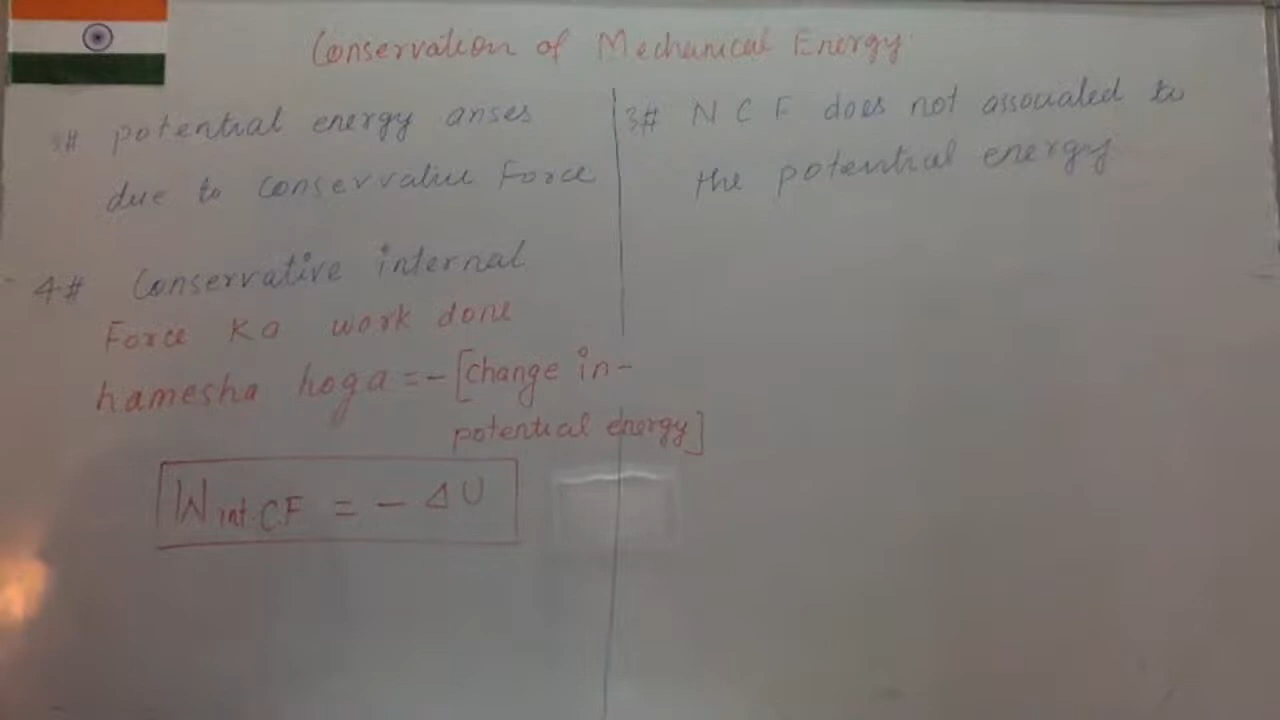 Conservation of Mechanical Energy
# potential energy arises
due to conservative Force
3# N C F does not associated to
the potential energy
4# Conservative internal
Force Ka work done
hamesha hoga = - [change in-
potential energy]
W int. CF = - ΔU